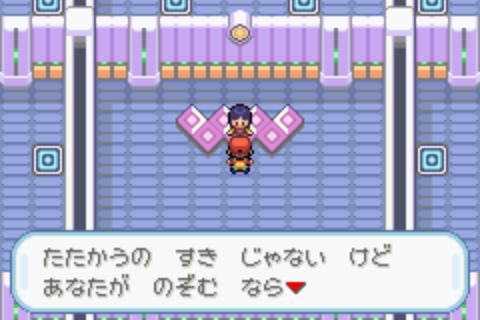 たたかうの　すき　じゃない　けど
あなたが　のぞむ　なら